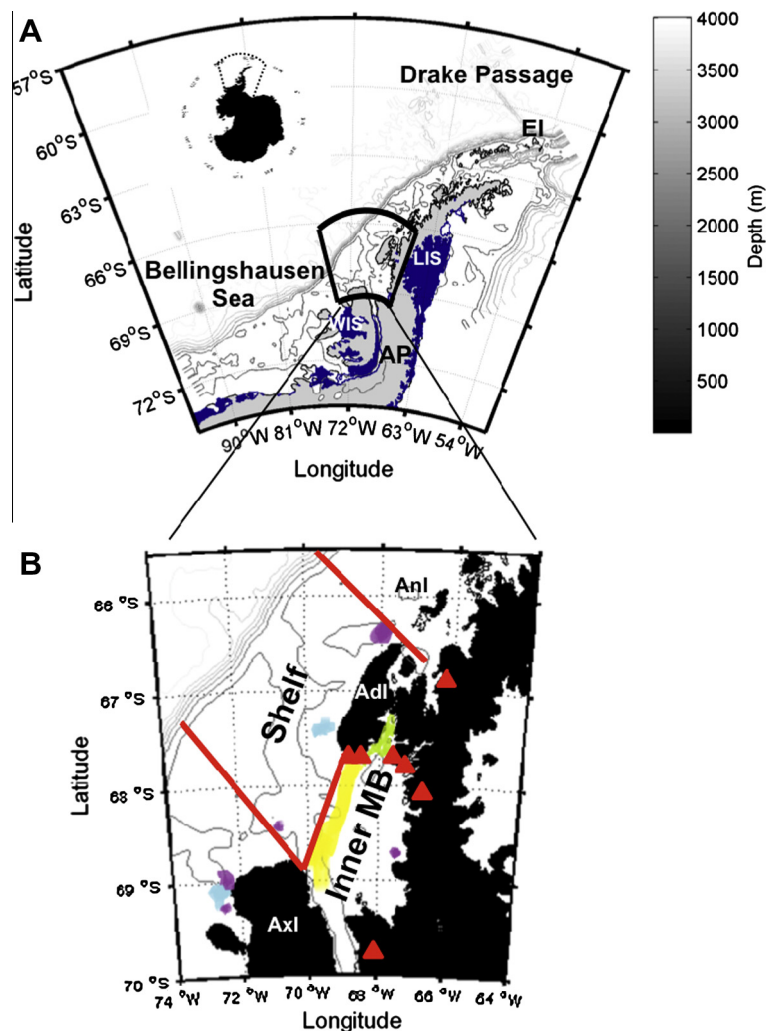 A
57°S
60°S
63°S
66°S
69°S
72°S
Latitude
Drake Passage
EI
Bellingshausen
Sea
LIS
WIS
AP
90°W 81°W 72°W 63°W 54°W
Longitude
4000
3500
3000
2500
2000
1500
1000
500
Depth (m)
B
66 °S
67 °S
68 °S
69 °S
70 °S
Latitude
AnI
AdI
Shelf
Inner MB
AxI
74 °W 72 °W 70 °W 68 °W 66 °W 64 °W
Longitude